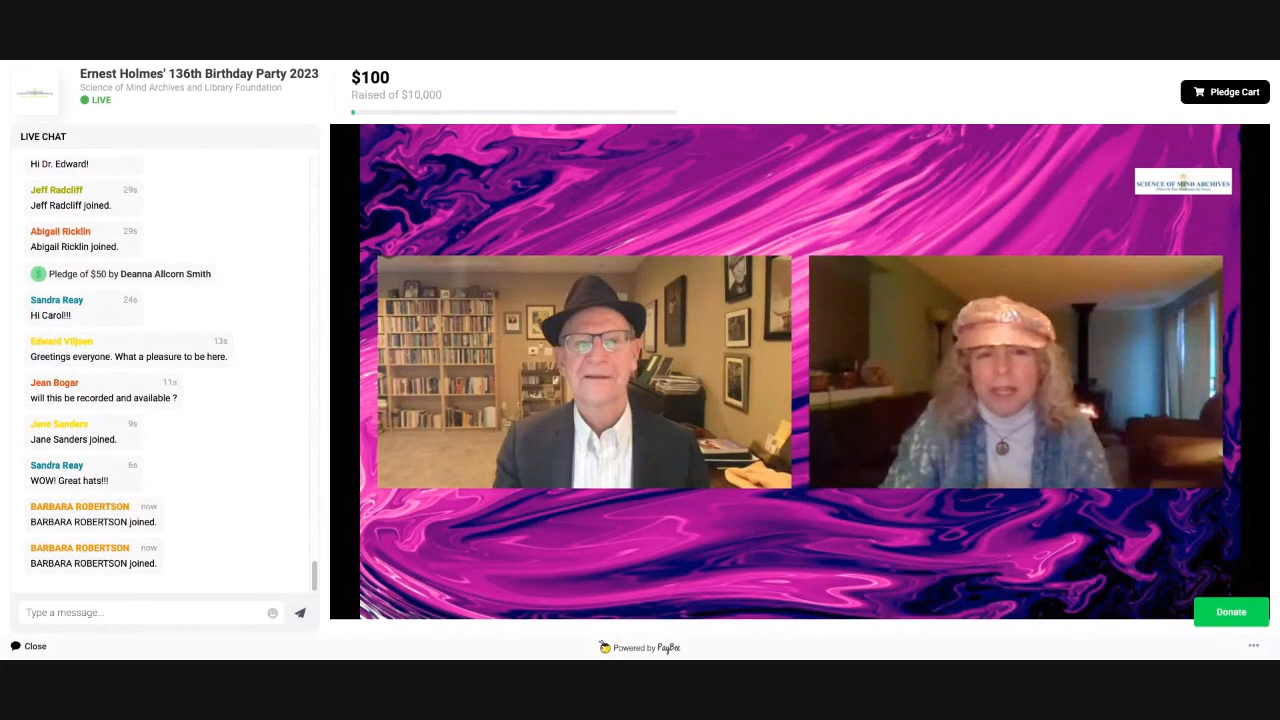 Ernest Holmes' 136th Birthday Party 2023
Science of Mind Archives and Library Foundation
LIVE
$100
Raised of $10,000
Pledge Cart
LIVE CHAT
Hi Dr. Edward!
Jeff Radcliff 29s
Jeff Radcliff joined.
Abigail Ricklin 29s
Abigail Ricklin joined.
$ Pledge of $50 by Deanna Allcorn Smith
Sandra Reay 24s
Hi Carol!!!
Edward Viljoen 13s
Greetings everyone. What a pleasure to be here.
Jean Bogar 11s
will this be recorded and available ?
Jane Sanders 9s
Jane Sanders joined.
Sandra Reay 6s
WOW! Great hats!!!
BARBARA ROBERTSON now
BARBARA ROBERTSON joined.
BARBARA ROBERTSON now
BARBARA ROBERTSON joined.
Type a message...
Close
SCIENCE OF MIND ARCHIVES
Donate
Powered by PayBee